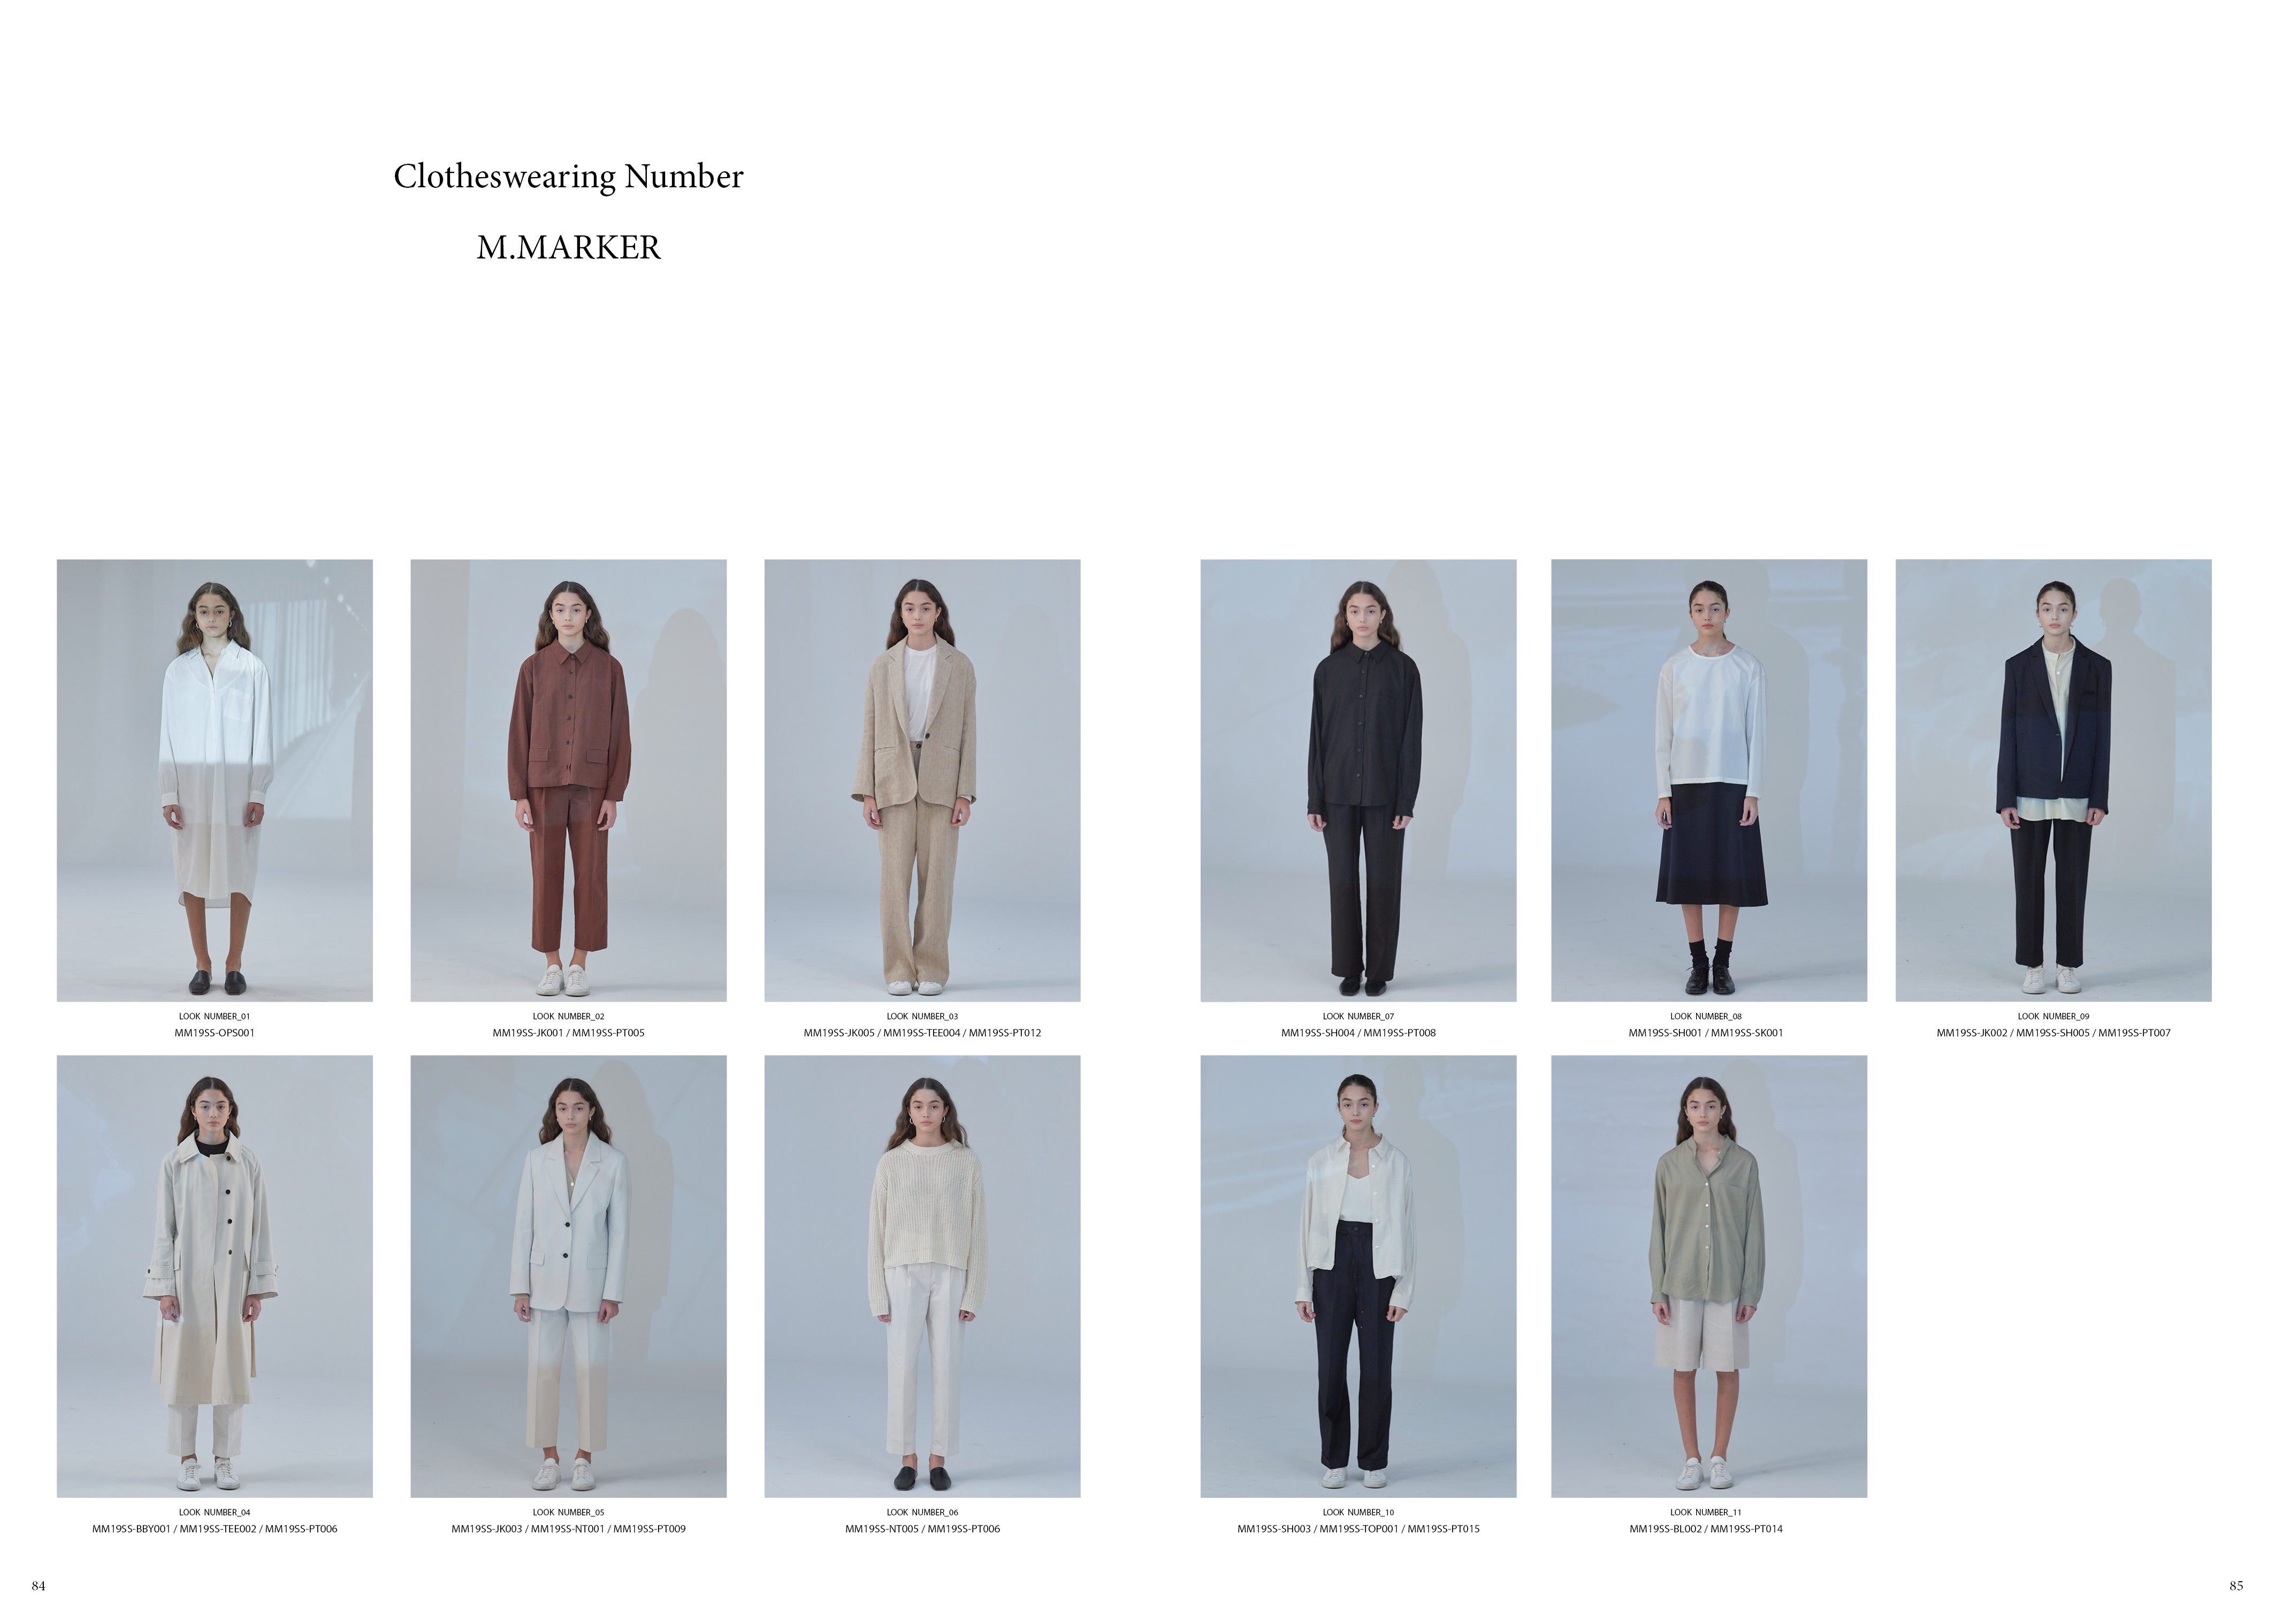 Clotheswearing Number
M.MARKER
LOOK NUMBER_01
MM19SS-OPS001
LOOK NUMBER_02
MM19SS-JK001 / MM19SS-PT005
LOOK NUMBER_03
MM19SS-JK005 / MM19SS-TEE004 / MM19SS-PT012
LOOK NUMBER_04
MM19SS-BBY001 / MM19SS-TEE002 / MM19SS-PT006
LOOK NUMBER_05
MM19SS-JK003 / MM19SS-NT001 / MM19SS-PT009
LOOK NUMBER_06
MM19SS-NT005 / MM19SS-PT006
84
LOOK NUMBER_07
MM19SS-SH004 / MM19SS-PT008
LOOK NUMBER_08
MM19SS-SH001 / MM19SS-SK001
LOOK NUMBER_09
MM19SS-JK002 / MM19SS-SH005 / MM19SS-PT007
LOOK NUMBER_10
MM19SS-SH003 / MM19SS-TOP001 / MM19SS-PT015
LOOK NUMBER_11
MM19SS-BL002 / MM19SS-PT014
85